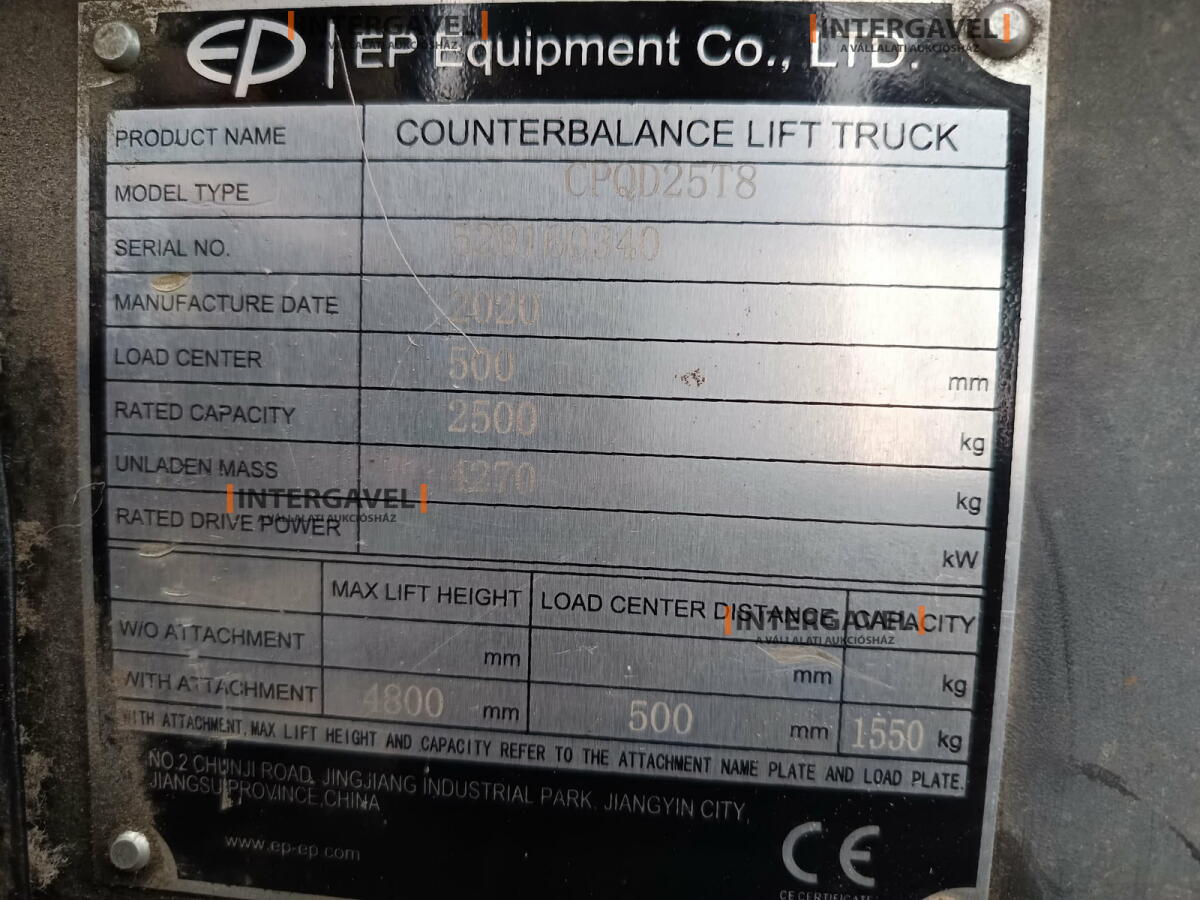 INTERGAVEL
A VÁLLALATI AUKCIÓSHÁZ
INTERGAVEL
A VÁLLALATI AUKCIÓSHÁZ
EP | EP Equipment Co., LTD.
PRODUCT NAME COUNTERBALANCE LIFT TRUCK
MODEL TYPE CPQD25T8
SERIAL NO.
MANUFACTURE DATE 2020
LOAD CENTER 500 mm
RATED CAPACITY 2500 kg
UNLADEN MASS 4270 kg
INTERGAVEL
A VÁLLALATI AUKCIÓSHÁZ
RATED DRIVE POWER kW
MAX LIFT HEIGHT LOAD CENTER DISTANCE CAPACITY
INTERGAVEL
A VÁLLALATI AUKCIÓSHÁZ
W/O ATTACHMENT mm mm kg
WITH ATTACHMENT 4800 mm 500 mm 1550 kg
WITH ATTACHMENT, MAX LIFT HEIGHT AND CAPACITY REFER TO THE ATTACHMENT NAME PLATE AND LOAD PLATE.
NO.2 CHUNJI ROAD, JINGJIANG INDUSTRIAL PARK, JIANGYIN CITY,
JIANGSU PROVINCE,CHINA
www.ep-ep.com
CE